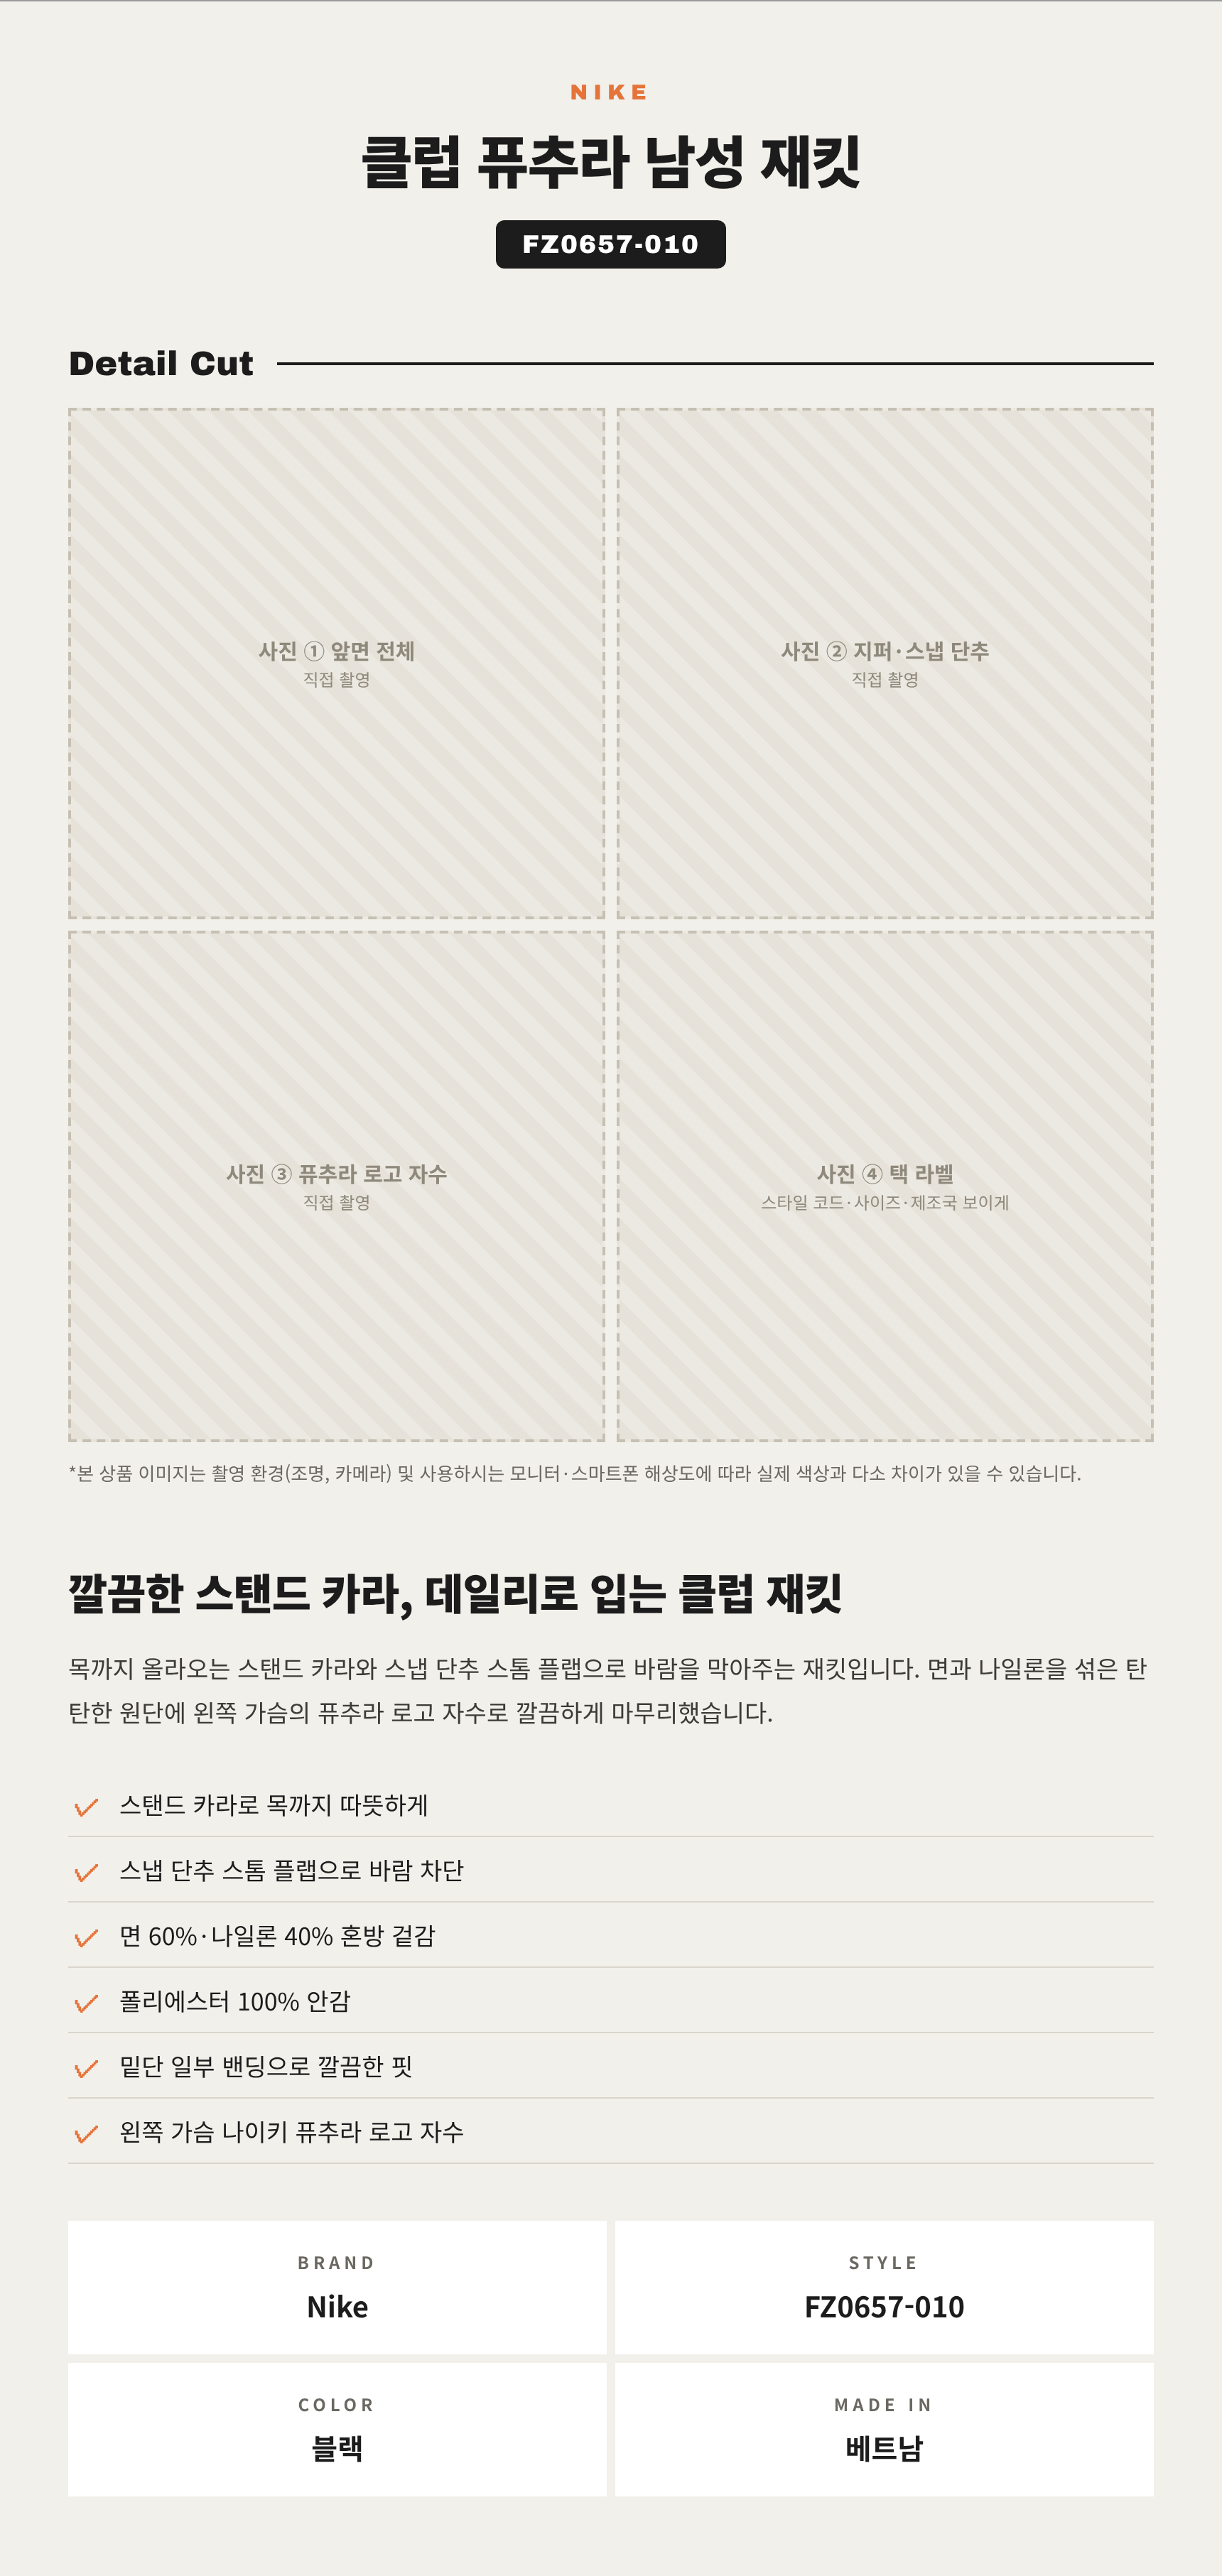 NIKE
클럽 퓨추라 남성 재킷
FZ0657-010
Detail Cut
사진 ① 앞면 전체
직접 촬영
사진 ② 지퍼·스냅 단추
직접 촬영
사진 ③ 퓨추라 로고 자수
직접 촬영
사진 ④ 택 라벨
스타일 코드·사이즈·제조국 보이게
*본 상품 이미지는 촬영 환경(조명, 카메라) 및 사용하시는 모니터·스마트폰 해상도에 따라 실제 색상과 다소 차이가 있을 수 있습니다.
깔끔한 스탠드 카라, 데일리로 입는 클럽 재킷
목까지 올라오는 스탠드 카라와 스냅 단추 스톰 플랩으로 바람을 막아주는 재킷입니다. 면과 나일론을 섞은 탄
탄한 원단에 왼쪽 가슴의 퓨추라 로고 자수로 깔끔하게 마무리했습니다.
스탠드 카라로 목까지 따뜻하게
스냅 단추 스톰 플랩으로 바람 차단
면 60%·나일론 40% 혼방 겉감
폴리에스터 100% 안감
밑단 일부 밴딩으로 깔끔한 핏
왼쪽 가슴 나이키 퓨추라 로고 자수
BRAND
Nike
STYLE
FZ0657-010
COLOR
블랙
MADE IN
베트남